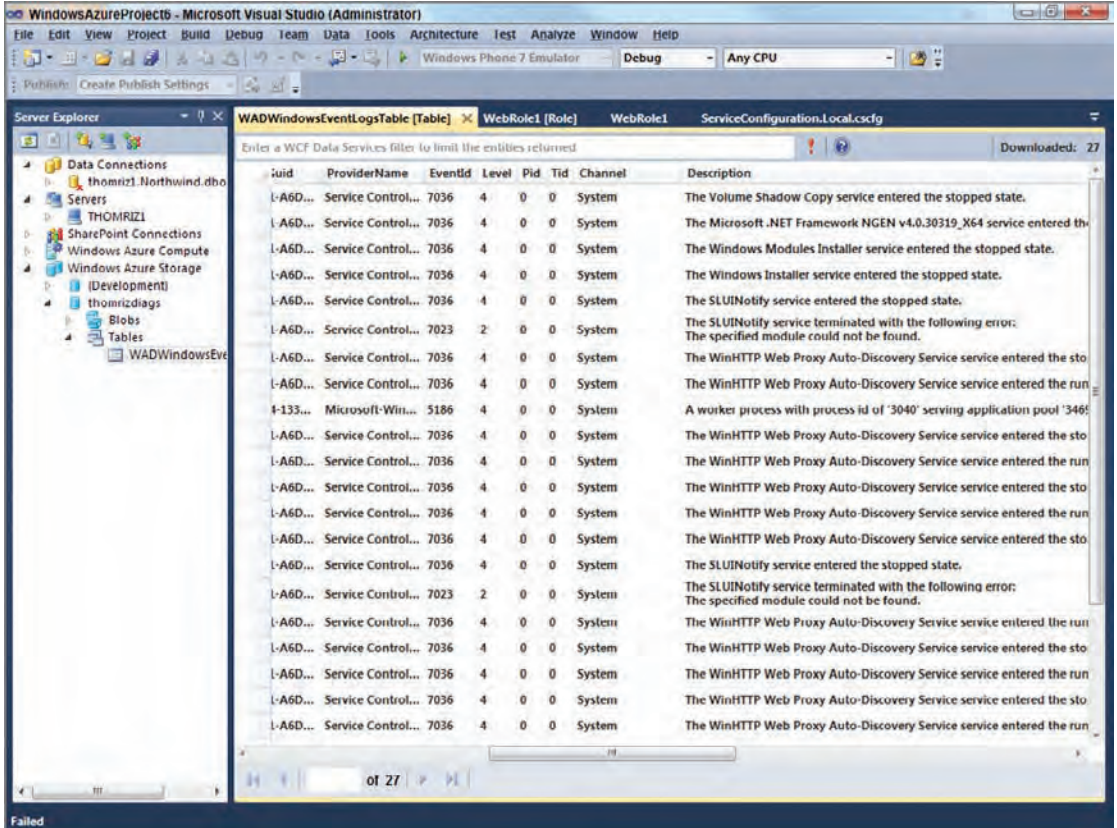 WindowsAzureProject6 - Microsoft Visual Studio (Administrator)
File Edit View Project Build Debug Team Data Tools Architecture Test Analyze Window Help
Windows Phone 7 Emulator Debug Any CPU
Publish: Create Publish Settings
Server Explorer
WADWindowsEventLogsTable [Table] WebRole1 [Role] WebRole1 ServiceConfiguration.Local.cscfg
Enter a WCF Data Services filter to limit the entities returned Downloaded: 27
Data Connections
thomriz1.Northwind.dbo
Servers
THOMRIZ1
SharePoint Connections
Windows Azure Compute
Windows Azure Storage
(Development)
thomrizdiags
Blobs
Tables
WADWindowsEve
ProviderName EventId Level Pid Tid Channel Description
-A6D... Service Control... 7036 4 0 0 System The Volume Shadow Copy service entered the stopped state.
-A6D... Service Control... 7036 4 0 0 System The Microsoft .NET Framework NGEN v4.0.30319_X64 service entered the
-A6D... Service Control... 7036 4 0 0 System The Windows Modules Installer service entered the stopped state.
-A6D... Service Control... 7036 4 0 0 System The Windows Installer service entered the stopped state.
-A6D... Service Control... 7036 4 0 0 System The SLUINotify service entered the stopped state.
-A6D... Service Control... 7023 2 0 0 System The SLUINotify service terminated with the following error:
The specified module could not be found.
-A6D... Service Control... 7036 4 0 0 System The WinHTTP Web Proxy Auto-Discovery Service service entered the sto
-A6D... Service Control... 7036 4 0 0 System The WinHTTP Web Proxy Auto-Discovery Service service entered the run
-133... Microsoft-Win... 5186 4 0 0 System A worker process with process id of '3040' serving application pool '346
-A6D... Service Control... 7036 4 0 0 System The WinHTTP Web Proxy Auto-Discovery Service service entered the sto
-A6D... Service Control... 7036 4 0 0 System The WinHTTP Web Proxy Auto-Discovery Service service entered the run
-A6D... Service Control... 7036 4 0 0 System The WinHTTP Web Proxy Auto-Discovery Service service entered the sto
-A6D... Service Control... 7036 4 0 0 System The WinHTTP Web Proxy Auto-Discovery Service service entered the run
-A6D... Service Control... 7036 4 0 0 System The WinHTTP Web Proxy Auto-Discovery Service service entered the sto
-A6D... Service Control... 7036 4 0 0 System The SLUINotify service entered the stopped state.
-A6D... Service Control... 7023 2 0 0 System The SLUINotify service terminated with the following error:
The specified module could not be found.
-A6D... Service Control... 7036 4 0 0 System The WinHTTP Web Proxy Auto-Discovery Service service entered the run
-A6D... Service Control... 7036 4 0 0 System The WinHTTP Web Proxy Auto-Discovery Service service entered the sto
-A6D... Service Control... 7036 4 0 0 System The WinHTTP Web Proxy Auto-Discovery Service service entered the run
-A6D... Service Control... 7036 4 0 0 System The WinHTTP Web Proxy Auto-Discovery Service service entered the sto
-A6D... Service Control... 7036 4 0 0 System The WinHTTP Web Proxy Auto-Discovery Service service entered the run
of 27
Failed